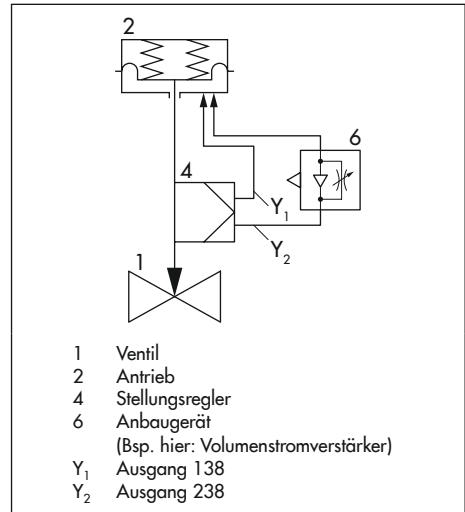 2
6
4
Y₁
Y₂
1
1 Ventil
2 Antrieb
4 Stellungsregler
6 Anbaugerät
(Bsp. hier: Volumenstromverstärker)
Y₁ Ausgang 138
Y₂ Ausgang 238